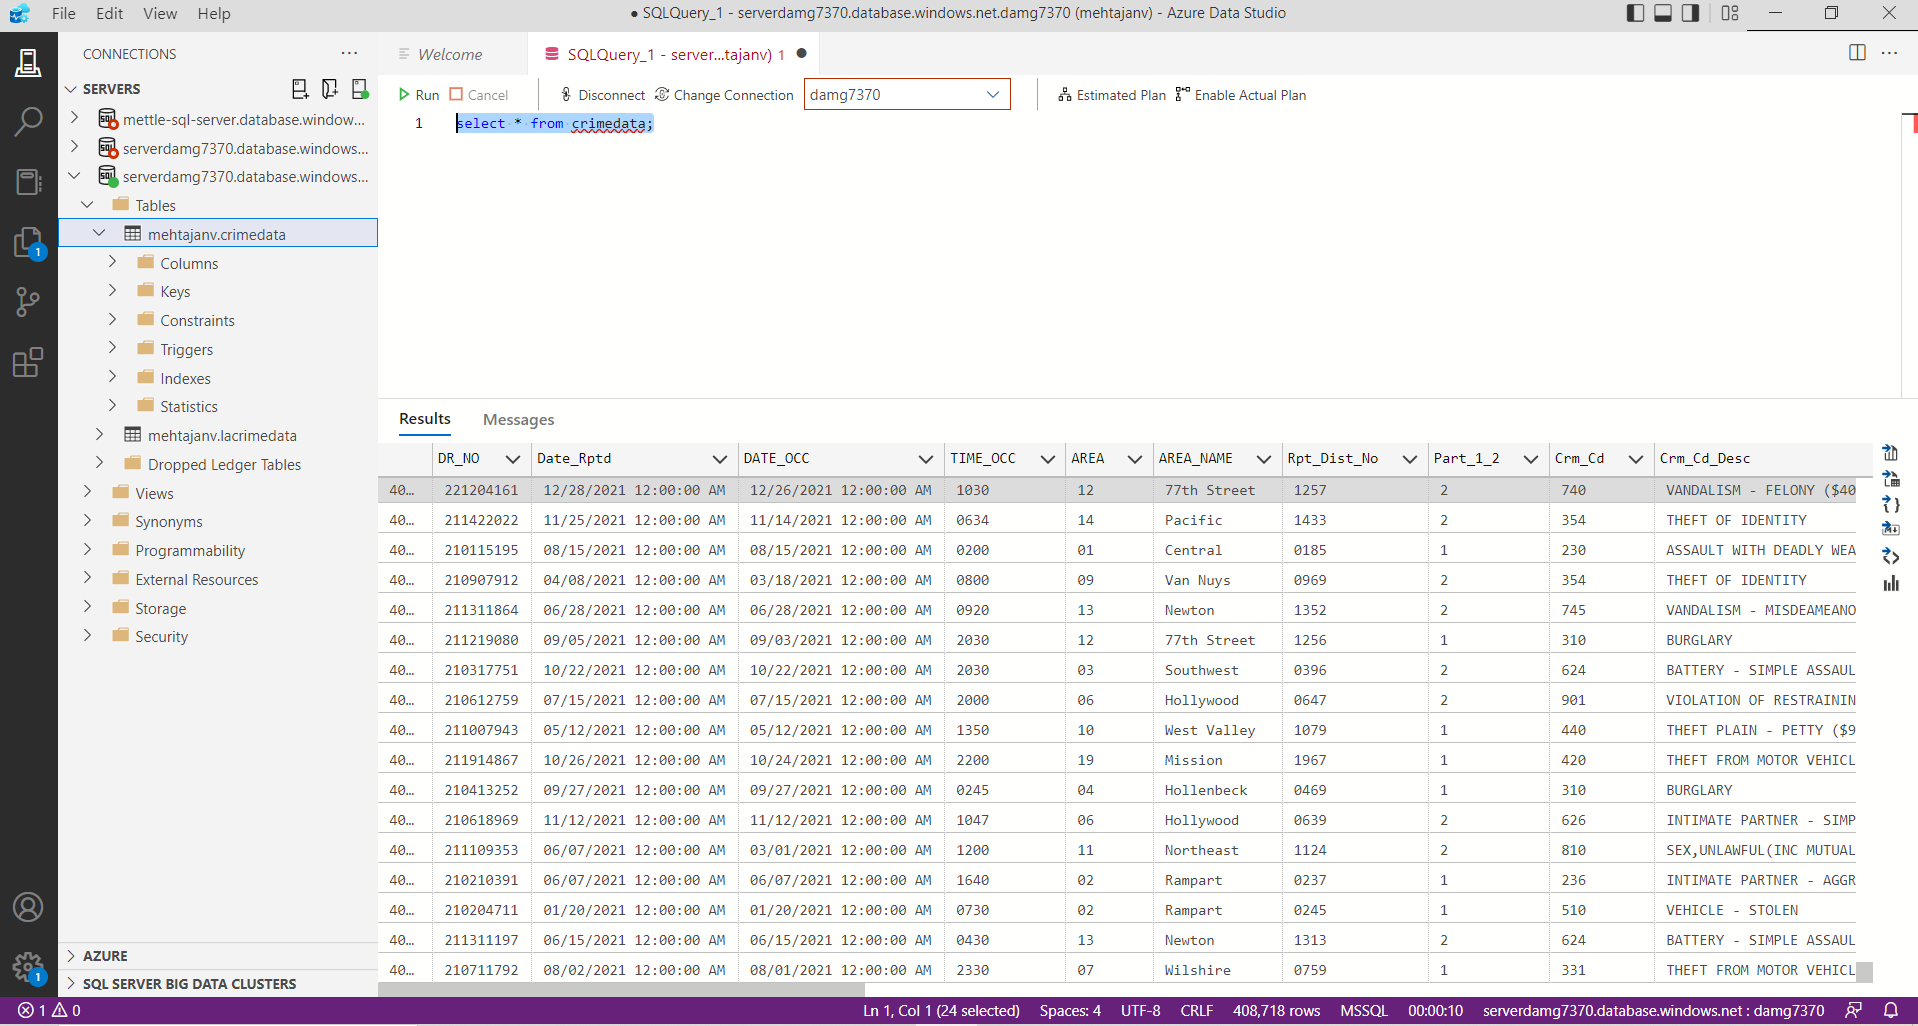 File Edit View Help
● SQLQuery_1 - serverdamg7370.database.windows.net.damg7370 (mehtajanv) - Azure Data Studio
CONNECTIONS
SERVERS
mettle-sql-server.database.window...
serverdamg7370.database.windows...
serverdamg7370.database.windows...
Tables
mehtajanv.crimedata
Columns
Keys
Constraints
Triggers
Indexes
Statistics
mehtajanv.lacrimedata
Dropped Ledger Tables
Views
Synonyms
Programmability
External Resources
Storage
Security
AZURE
SQL SERVER BIG DATA CLUSTERS
1
1
Welcome
SQLQuery_1 - server...tajanv) 1 ●
Run Cancel Disconnect Change Connection damg7370 Estimated Plan Enable Actual Plan
1 select * from crimedata;
Results Messages
DR_NO Date_Rptd DATE_OCC TIME_OCC AREA AREA_NAME Rpt_Dist_No Part_1_2 Crm_Cd Crm_Cd_Desc
40... 221204161 12/28/2021 12:00:00 AM 12/26/2021 12:00:00 AM 1030 12 77th Street 1257 2 740 VANDALISM - FELONY ($40
40... 211422022 11/25/2021 12:00:00 AM 11/14/2021 12:00:00 AM 0634 14 Pacific 1433 2 354 THEFT OF IDENTITY
40... 210115195 08/15/2021 12:00:00 AM 08/15/2021 12:00:00 AM 0200 01 Central 0185 1 230 ASSAULT WITH DEADLY WEA
40... 210907912 04/08/2021 12:00:00 AM 03/18/2021 12:00:00 AM 0800 09 Van Nuys 0969 2 354 THEFT OF IDENTITY
40... 211311864 06/28/2021 12:00:00 AM 06/28/2021 12:00:00 AM 0920 13 Newton 1352 2 745 VANDALISM - MISDEAMEANO
40... 211219080 09/05/2021 12:00:00 AM 09/03/2021 12:00:00 AM 2030 12 77th Street 1256 1 310 BURGLARY
40... 210317751 10/22/2021 12:00:00 AM 10/22/2021 12:00:00 AM 2030 03 Southwest 0396 2 624 BATTERY - SIMPLE ASSAUL
40... 210612759 07/15/2021 12:00:00 AM 07/15/2021 12:00:00 AM 2000 06 Hollywood 0647 2 901 VIOLATION OF RESTRAININ
40... 211007943 05/12/2021 12:00:00 AM 05/12/2021 12:00:00 AM 1350 10 West Valley 1079 1 440 THEFT PLAIN - PETTY ($9
40... 211914867 10/26/2021 12:00:00 AM 10/24/2021 12:00:00 AM 2200 19 Mission 1967 1 420 THEFT FROM MOTOR VEHICL
40... 210413252 09/27/2021 12:00:00 AM 09/27/2021 12:00:00 AM 0245 04 Hollenbeck 0469 1 310 BURGLARY
40... 210618969 11/12/2021 12:00:00 AM 11/12/2021 12:00:00 AM 1047 06 Hollywood 0639 2 626 INTIMATE PARTNER - SIMP
40... 211109353 06/07/2021 12:00:00 AM 03/01/2021 12:00:00 AM 1200 11 Northeast 1124 2 810 SEX,UNLAWFUL(INC MUTUAL
40... 210210391 06/07/2021 12:00:00 AM 06/07/2021 12:00:00 AM 1640 02 Rampart 0237 1 236 INTIMATE PARTNER - AGGR
40... 210204711 01/20/2021 12:00:00 AM 01/20/2021 12:00:00 AM 0730 02 Rampart 0245 1 510 VEHICLE - STOLEN
40... 211311197 06/15/2021 12:00:00 AM 06/15/2021 12:00:00 AM 0430 13 Newton 1313 2 624 BATTERY - SIMPLE ASSAUL
40... 210711792 08/02/2021 12:00:00 AM 08/01/2021 12:00:00 AM 2330 07 Wilshire 0759 1 331 THEFT FROM MOTOR VEHICL
1 0 Ln 1, Col 1 (24 selected) Spaces: 4 UTF-8 CRLF 408,718 rows MSSQL 00:00:10 serverdamg7370.database.windows.net : damg7370